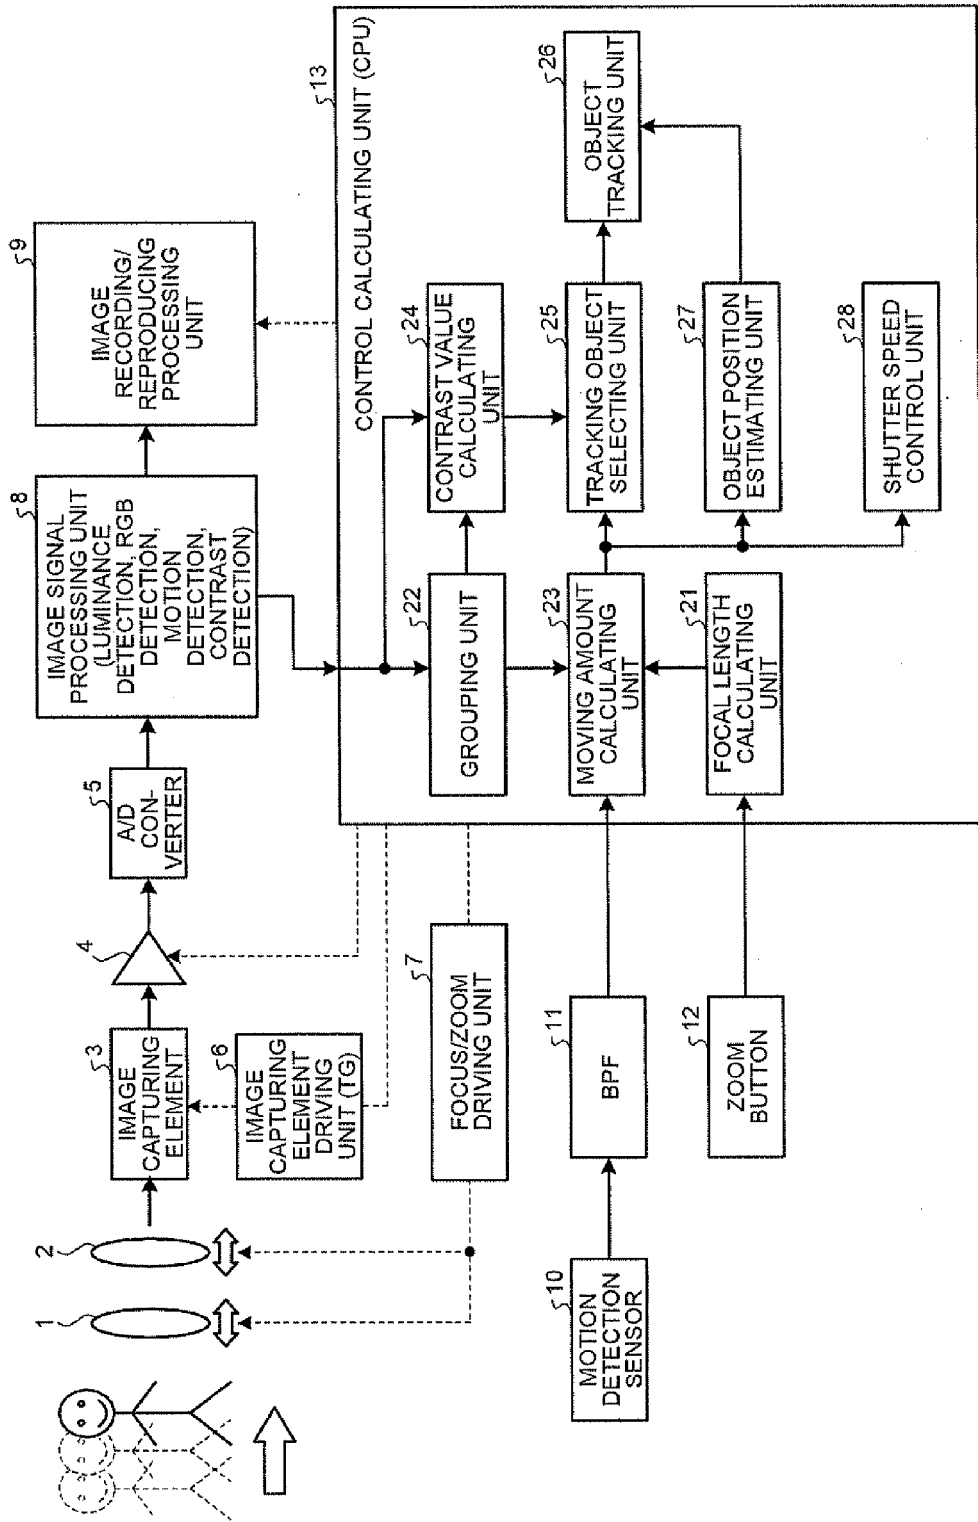 1
2
3
IMAGE
CAPTURING
ELEMENT
4
5
A/D
CON-
VERTER
8
IMAGE SIGNAL
PROCESSING UNIT
(LUMINANCE
DETECTION, RGB
DETECTION,
MOTION
DETECTION,
CONTRAST
DETECTION)
9
IMAGE
RECORDING/
REPRODUCING
PROCESSING
UNIT
6
IMAGE
CAPTURING
ELEMENT
DRIVING
UNIT (TG)
7
FOCUS/ZOOM
DRIVING UNIT
10
MOTION
DETECTION
SENSOR
11
BPF
12
ZOOM
BUTTON
13
CONTROL CALCULATING UNIT (CPU)
22
GROUPING UNIT
24
CONTRAST VALUE
CALCULATING
UNIT
23
MOVING AMOUNT
CALCULATING
UNIT
25
TRACKING OBJECT
SELECTING UNIT
26
OBJECT
TRACKING UNIT
21
FOCAL LENGTH
CALCULATING
UNIT
27
OBJECT POSITION
ESTIMATING UNIT
28
SHUTTER SPEED
CONTROL UNIT